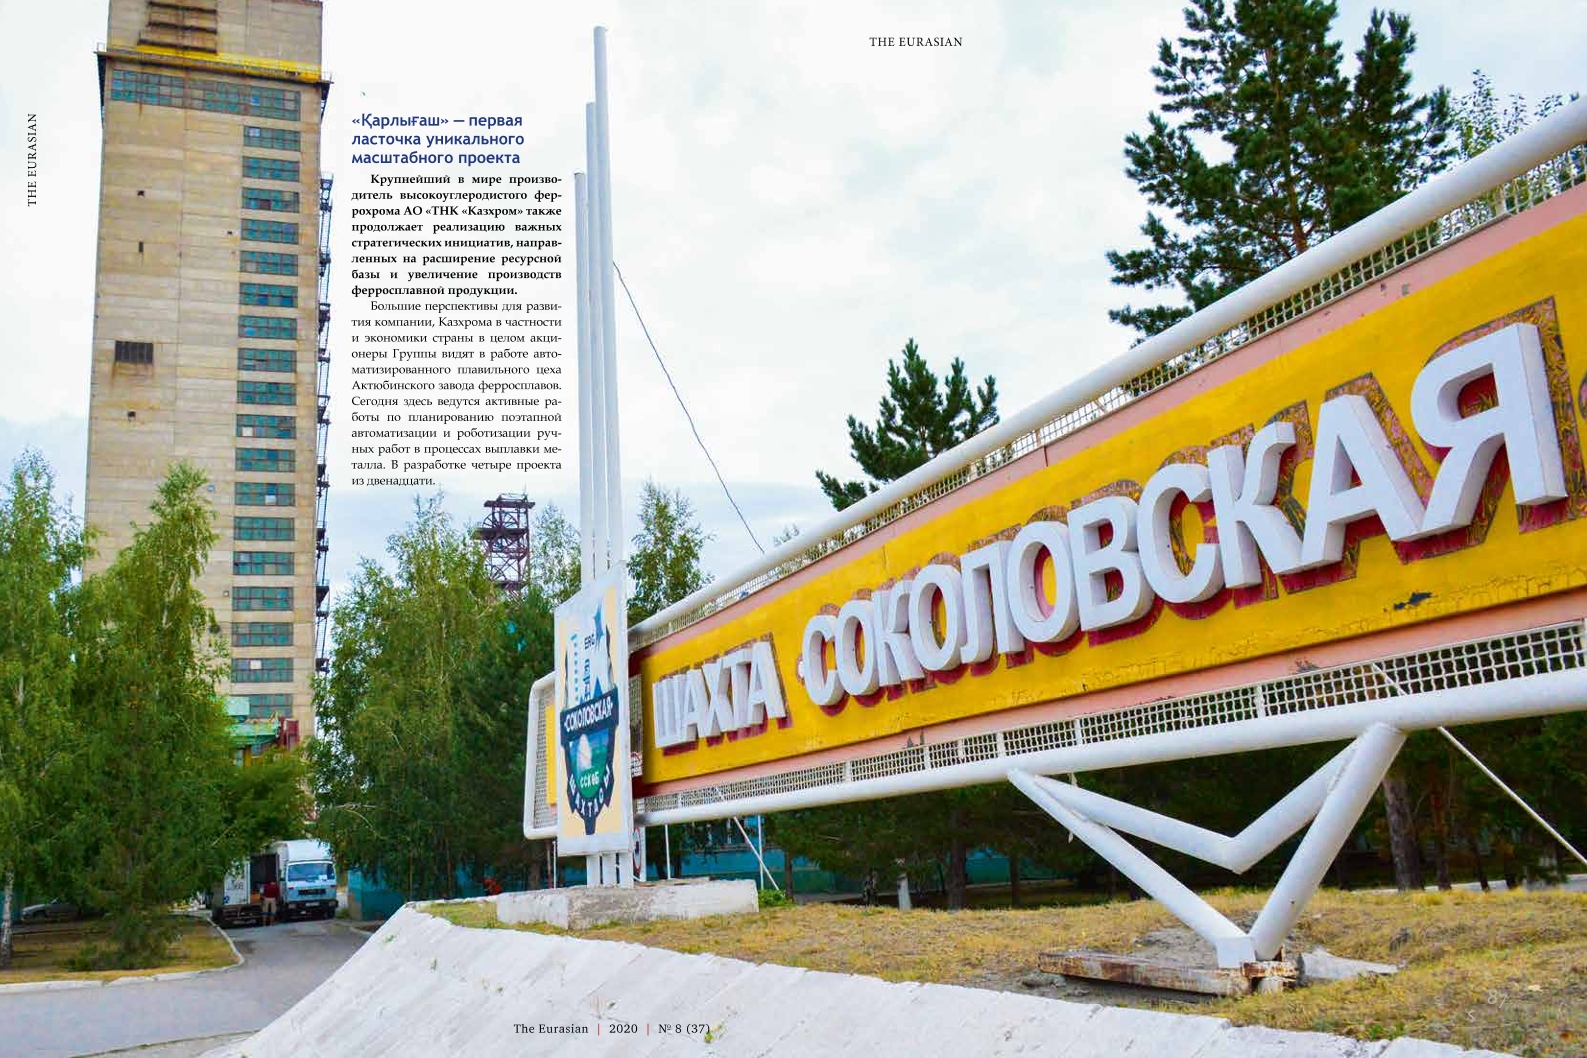 THE EURASIAN
THE EURASIAN
«Қарлығаш» — первая
ласточка уникального
масштабного проекта
Крупнейший в мире произво-
дитель высокоуглеродистого фер-
рохрома АО «ТНК «Казхром» также
продолжает реализацию важных
стратегических инициатив, направ-
ленных на расширение ресурсной
базы и увеличение производств
ферросплавной продукции.
Большие перспективы для разви-
тия компании, Казхрома в частности
и экономики страны в целом акци-
онеры Группы видят в работе авто-
матизированного плавильного цеха
Актюбинского завода ферросплавов.
Сегодня здесь ведутся активные ра-
боты по планированию поэтапной
автоматизации и роботизации руч-
ных работ в процессах выплавки ме-
талла. В разработке четыре проекта
из двенадцати.
ERG
«СОКОЛОВСКАЯ»
ССКОБ
ШАХТА СОКОЛОВСКАЯ
The Eurasian | 2020 | № 8 (37)
87